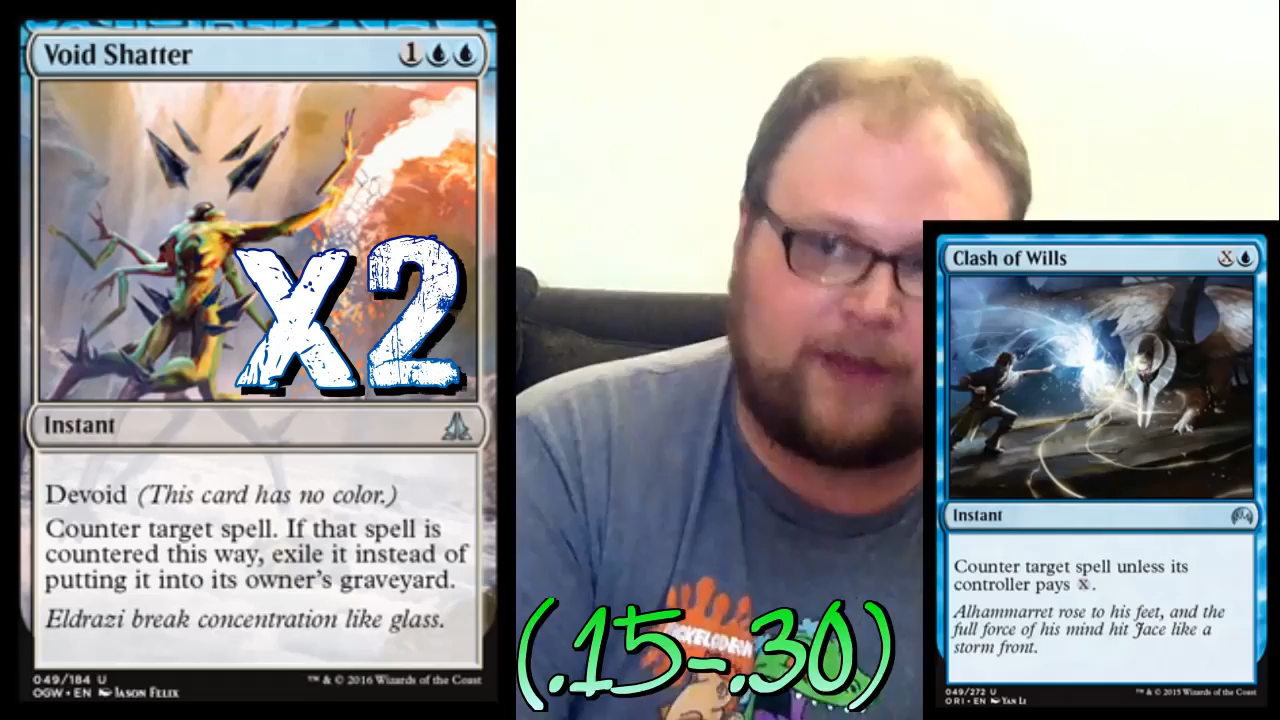 Void Shatter 1
X2
Instant
Devoid (This card has no color.)
Counter target spell. If that spell is
countered this way, exile it instead of
putting it into its owner's graveyard.
Eldrazi break concentration like glass.
049/184 U
OGW • EN Jason Felix
™ & © 2016 Wizards of the Coast
NICKELODEON
(.15-.30)
Clash of Wills X
Instant
Counter target spell unless its
controller pays X.
Alhammarret rose to his feet, and the
full force of his mind hit Jace like a
storm front.
049/272 U
ORI • EN Yan Li
™ & © 2015 Wizards of the Coast